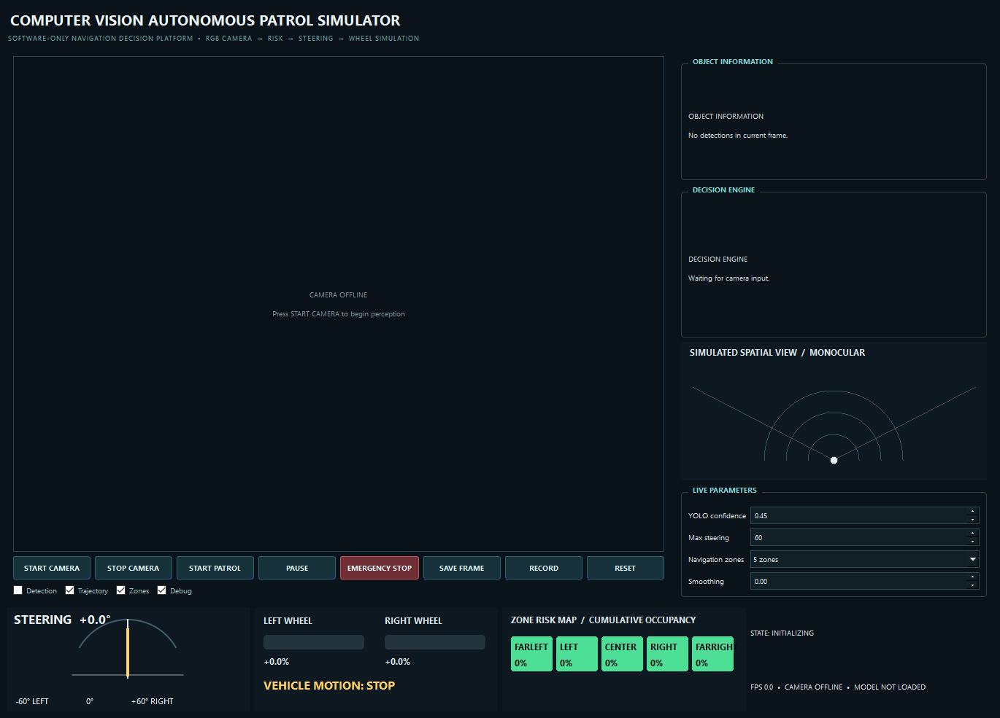 COMPUTER VISION AUTONOMOUS PATROL SIMULATOR
SOFTWARE-ONLY NAVIGATION DECISION PLATFORM • RGB CAMERA → RISK → STEERING → WHEEL SIMULATION
CAMERA OFFLINE
Press START CAMERA to begin perception
OBJECT INFORMATION
OBJECT INFORMATION
No detections in current frame.
DECISION ENGINE
DECISION ENGINE
Waiting for camera input.
SIMULATED SPATIAL VIEW / MONOCULAR
LIVE PARAMETERS
YOLO confidence 0.45
Max steering 60
Navigation zones 5 zones
Smoothing 0.00
START CAMERA STOP CAMERA START PATROL PAUSE EMERGENCY STOP SAVE FRAME RECORD RESET
Detection Trajectory Zones Debug
STEERING +0.0°
-60° LEFT 0° +60° RIGHT
LEFT WHEEL RIGHT WHEEL
+0.0% +0.0%
VEHICLE MOTION: STOP
ZONE RISK MAP / CUMULATIVE OCCUPANCY
FARLEFT LEFT CENTER RIGHT FARRIGHT
0% 0% 0% 0% 0%
STATE: INITIALIZING
FPS 0.0 • CAMERA OFFLINE • MODEL NOT LOADED